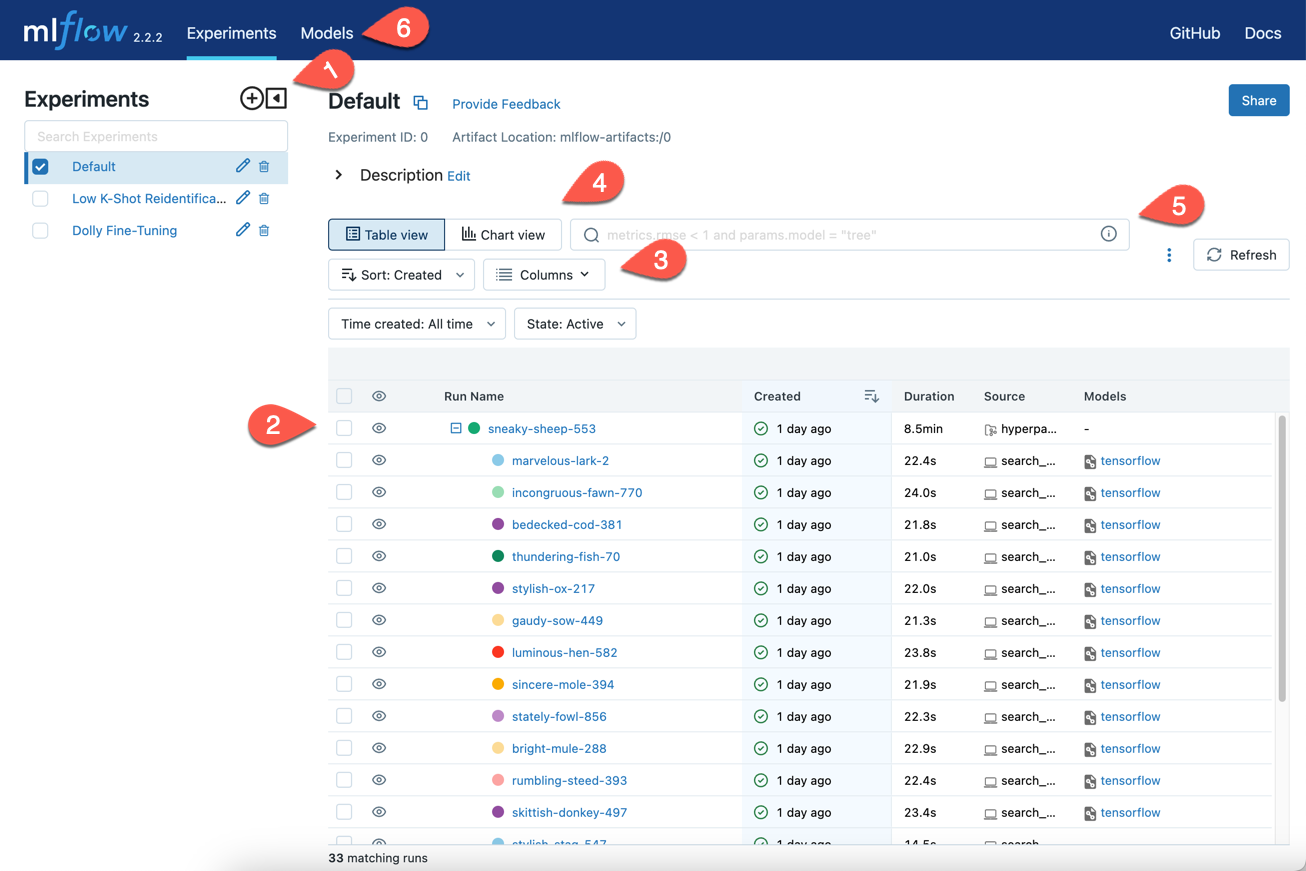 mlflow 2.2.2 Experiments Models 6 GitHub Docs
1
Experiments
Default Provide Feedback Share
Search Experiments
Experiment ID: 0 Artifact Location: mlflow-artifacts:/0
Default
Description Edit
Low K-Shot Reidentifica...
Dolly Fine-Tuning
4
5
Table view Chart view metrics.rmse < 1 and params.model = "tree"
Refresh
Sort: Created Columns 3
Time created: All time State: Active
Run Name Created Duration Source Models
2 sneaky-sheep-553 1 day ago 8.5min hyperpa... -
marvelous-lark-2 1 day ago 22.4s search_... tensorflow
incongruous-fawn-770 1 day ago 24.0s search_... tensorflow
bedecked-cod-381 1 day ago 21.8s search_... tensorflow
thundering-fish-70 1 day ago 21.0s search_... tensorflow
stylish-ox-217 1 day ago 22.0s search_... tensorflow
gaudy-sow-449 1 day ago 21.3s search_... tensorflow
luminous-hen-582 1 day ago 23.8s search_... tensorflow
sincere-mole-394 1 day ago 21.9s search_... tensorflow
stately-fowl-856 1 day ago 22.3s search_... tensorflow
bright-mule-288 1 day ago 22.9s search_... tensorflow
rumbling-steed-393 1 day ago 22.4s search_... tensorflow
skittish-donkey-497 1 day ago 23.4s search_... tensorflow
stylish-stag-547 1 day ago 14.5s search
33 matching runs